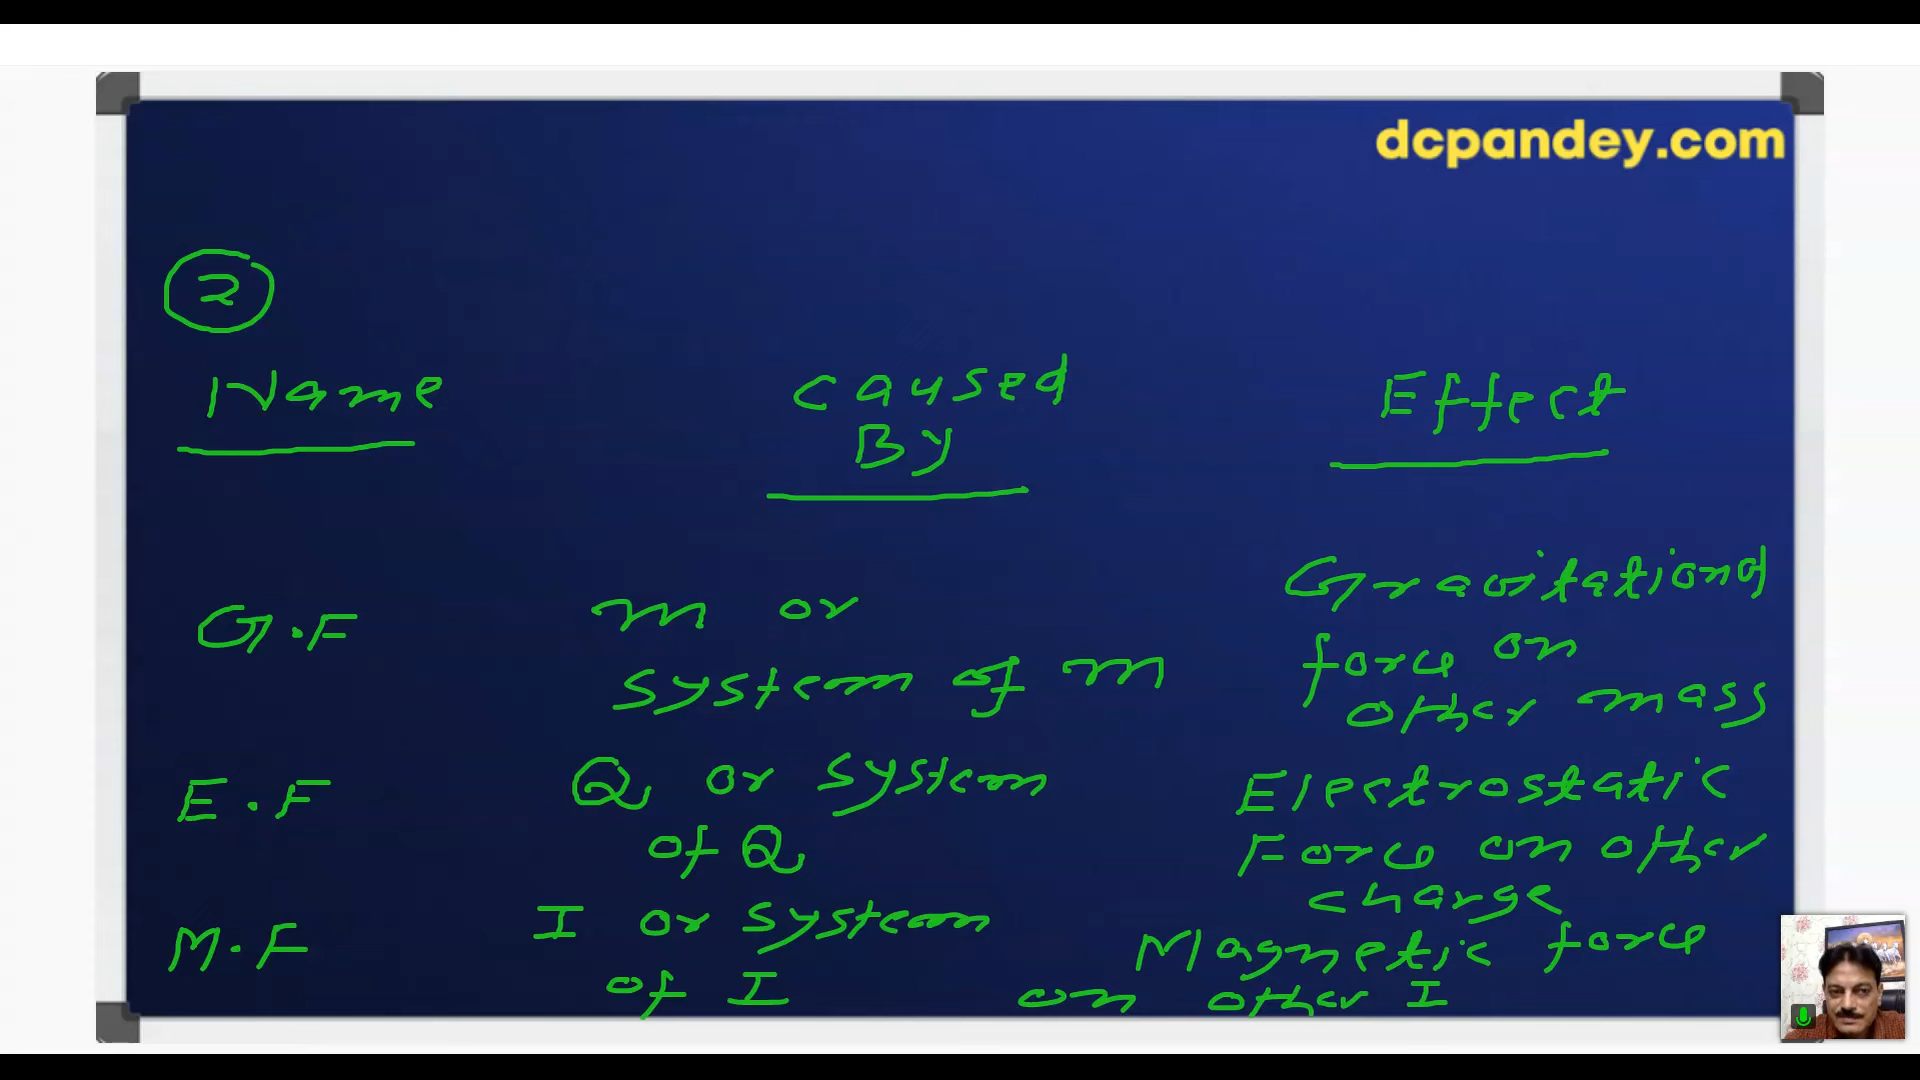 dcpandey.com
2
Name
Caused
By
Effect
G.F
m or
system of m
Gravitational
force on
other mass
E.F
Q or system
of Q
Electrostatic
Force on other
charge
M.F
I or system
of I
Magnetic force
on other I